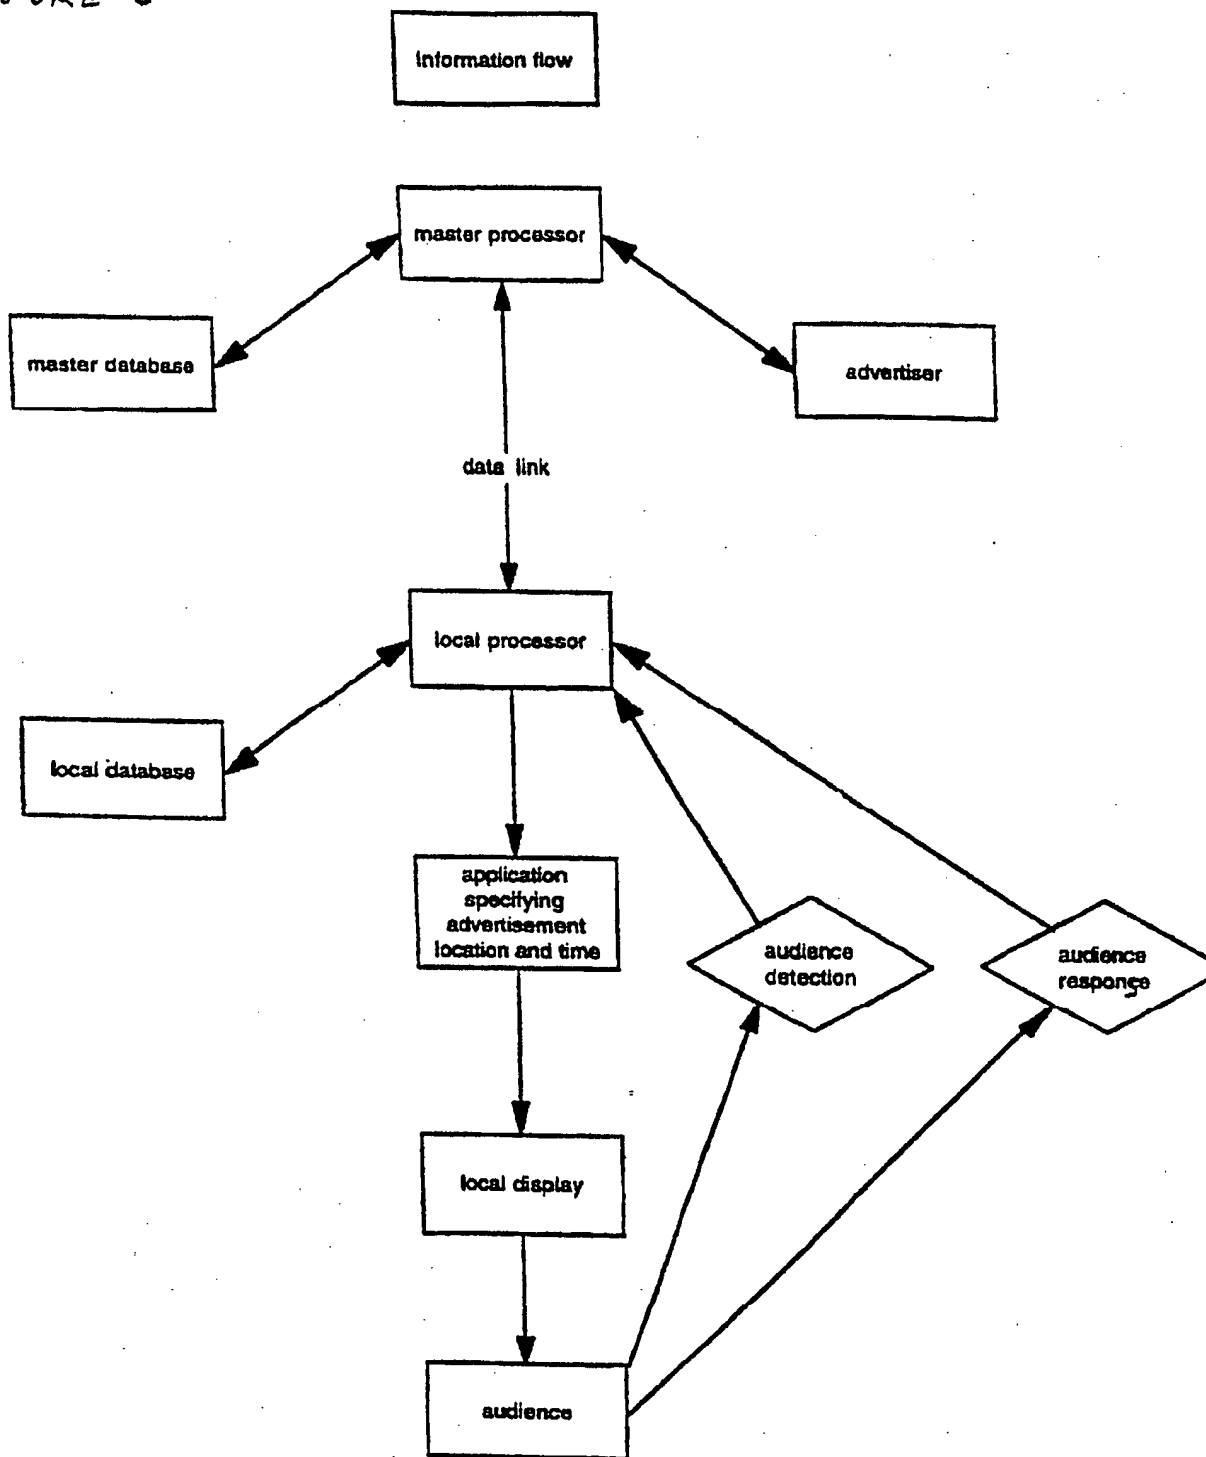 Information flow
master processor
master database
advertiser
data link
local processor
local database
application
specifying
advertisement
location and time
audience
detection
audience
response
local display
audience